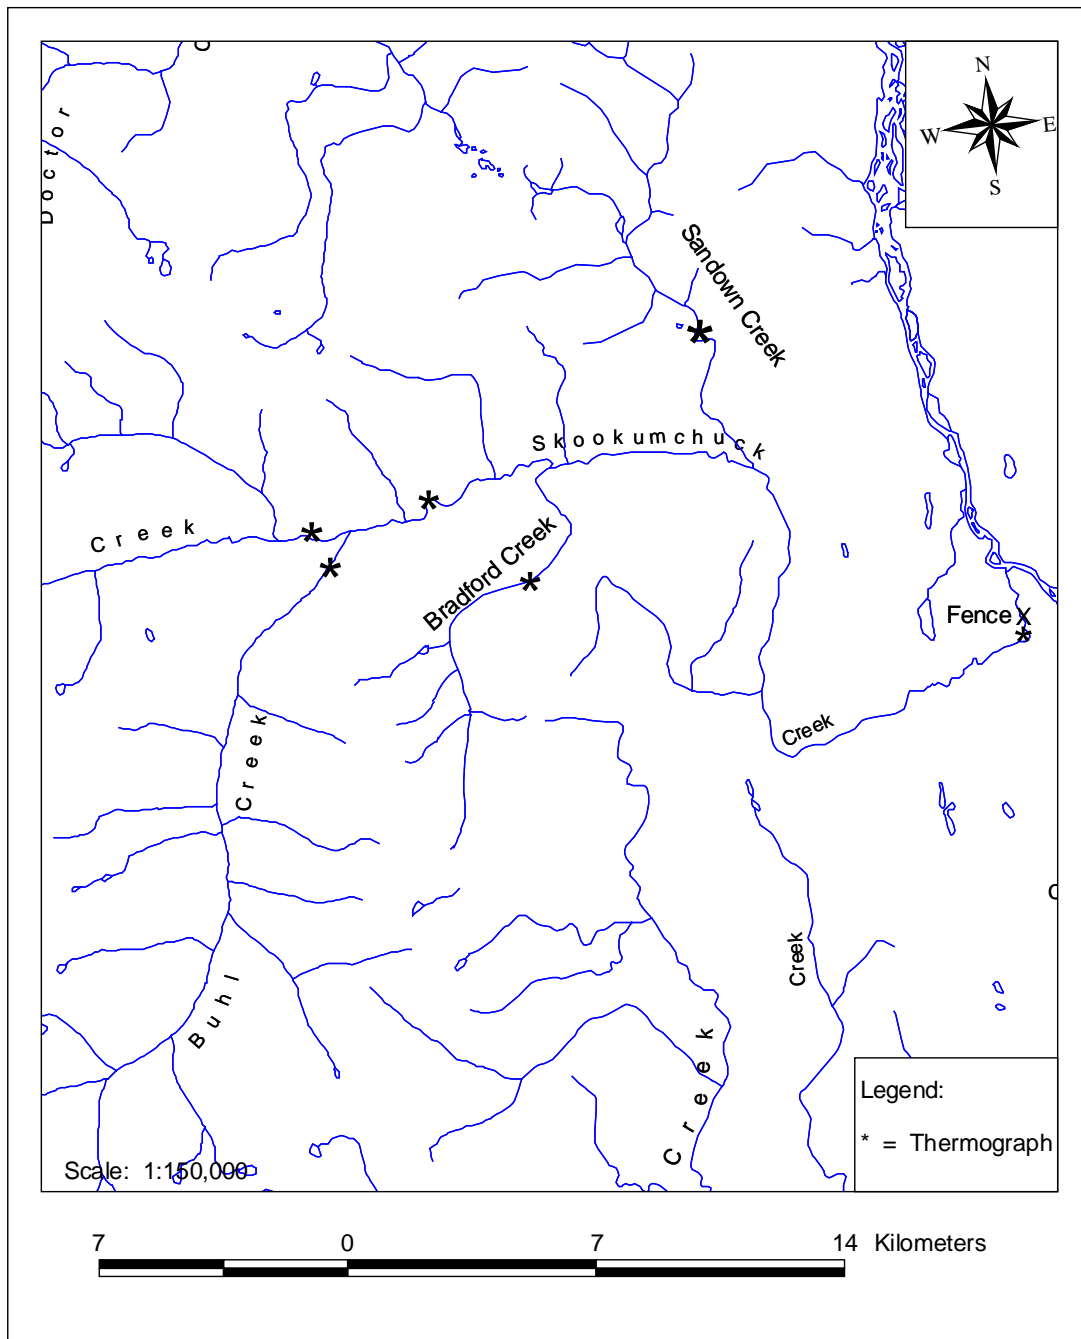 N
W E
S
Doctor
Sandown Creek
Skookumchuck
Creek
Bradford Creek
Fence X
*
Creek
Creek
Creek
Buhl
Creek
Legend:
* = Thermograph
Scale: 1:150,000
7 0 7 14 Kilometers